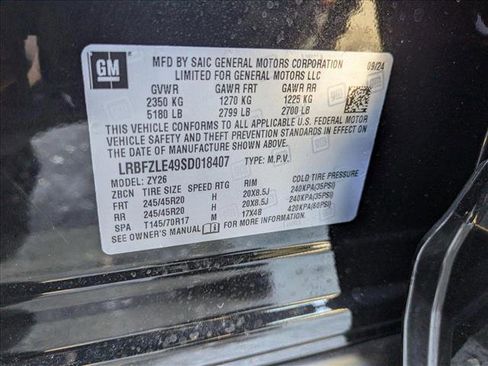 GM
MFD BY SAIC GENERAL MOTORS CORPORATION 09/24
LIMITED FOR GENERAL MOTORS LLC
GVWR GAWR FRT GAWR RR
2350 KG 1270 KG 1225 KG
5180 LB 2799 LB 2700 LB
THIS VEHICLE CONFORMS TO ALL APPLICABLE U.S. FEDERAL MOTOR
VEHICLE SAFETY AND THEFT PREVENTION STANDARDS IN EFFECT ON
THE DATE OF MANUFACTURE SHOWN ABOVE.
LRBFZLE49SD018407 TYPE: M.P.V.
MODEL: ZY26
ZBCN TIRE SIZE SPEED RTG RIM COLD TIRE PRESSURE
FRT 245/45R20 H 20X8.5J 240KPA(35PSI)
RR 245/45R20 H 20X8.5J 240KPA(35PSI)
SPA T145/70R17 M 17X4B 420KPA(60PSI)
SEE OWNER'S MANUAL FOR MORE INFORMATION.